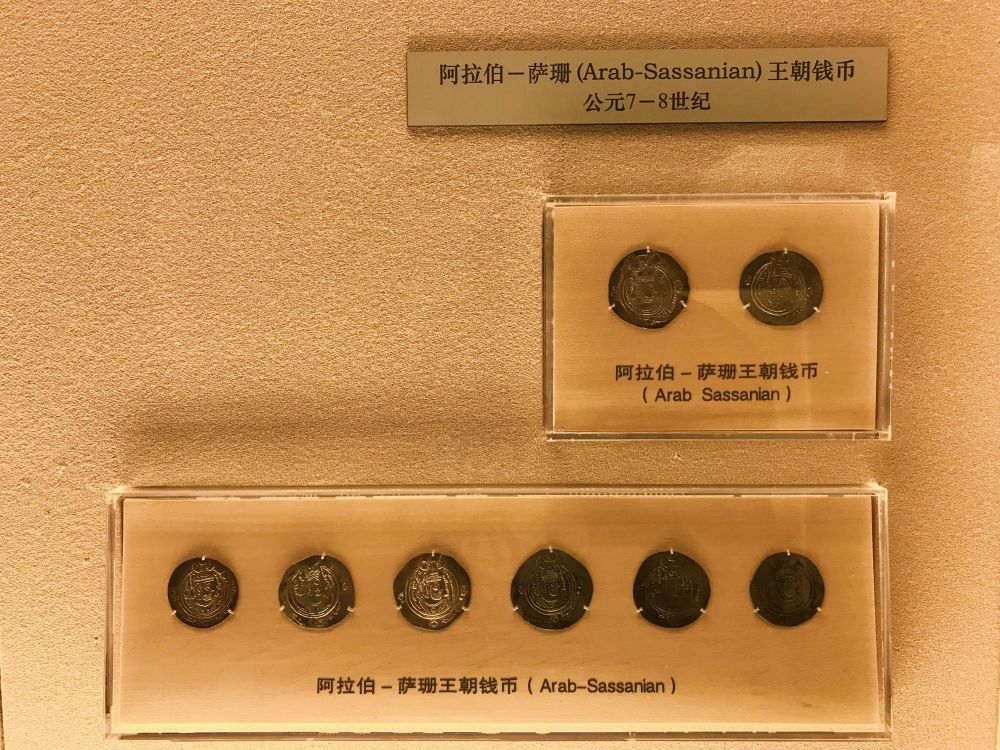 阿拉伯－萨珊(Arab-Sassanian)王朝钱币
公元7－8世纪
阿拉伯－萨珊王朝钱币
(Arab Sassanian)
阿拉伯－萨珊王朝钱币(Arab-Sassanian)